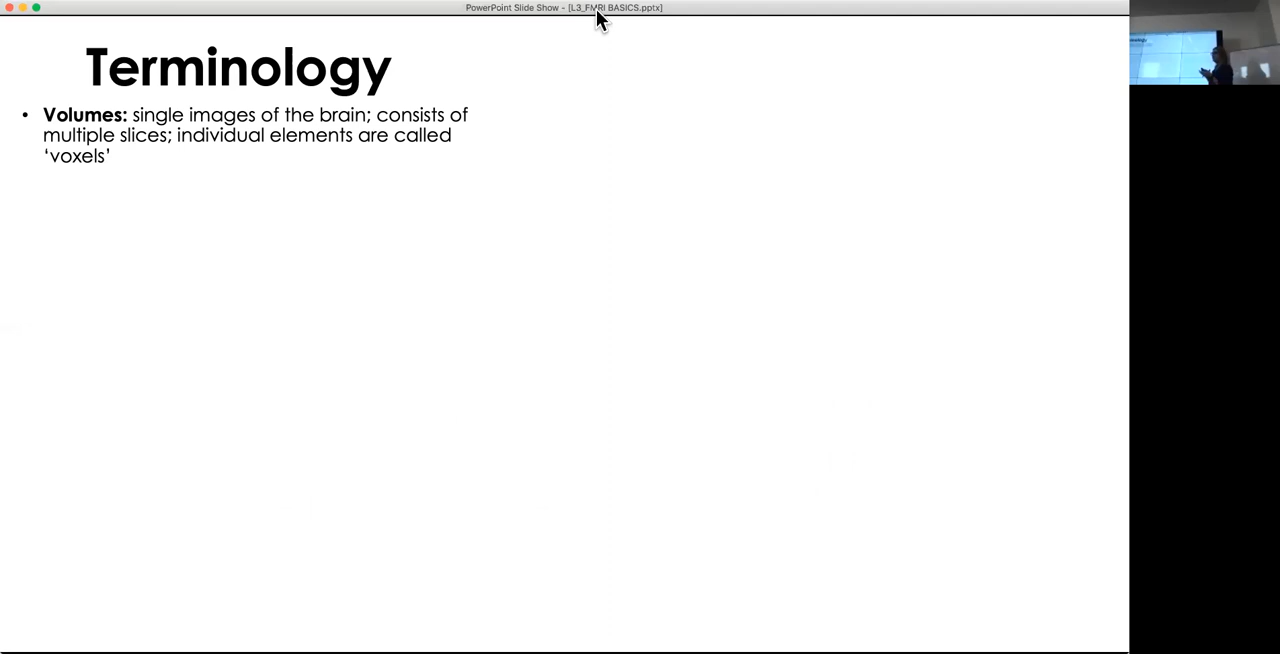 PowerPoint Slide Show - [L3_FMRI BASICS.pptx]
Terminology
• Volumes: single images of the brain; consists of
multiple slices; individual elements are called
‘voxels’